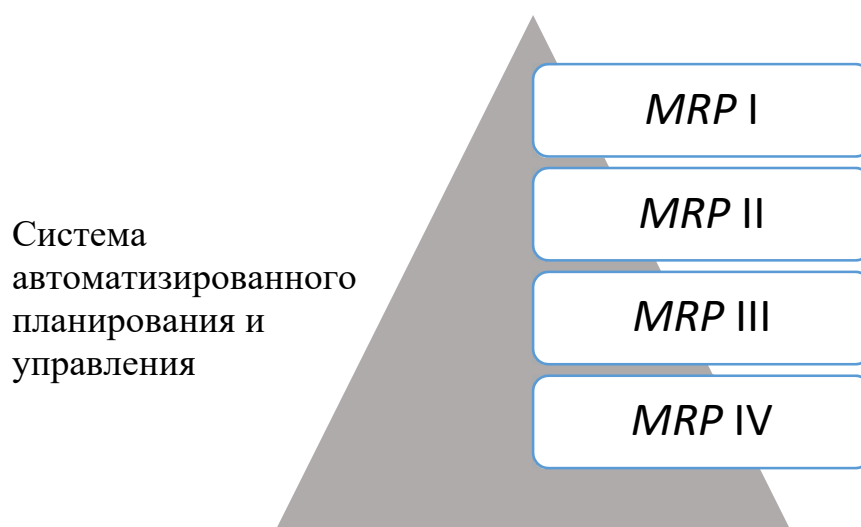 Система
автоматизированного
планирования и
управления
MRP I
MRP II
MRP III
MRP IV